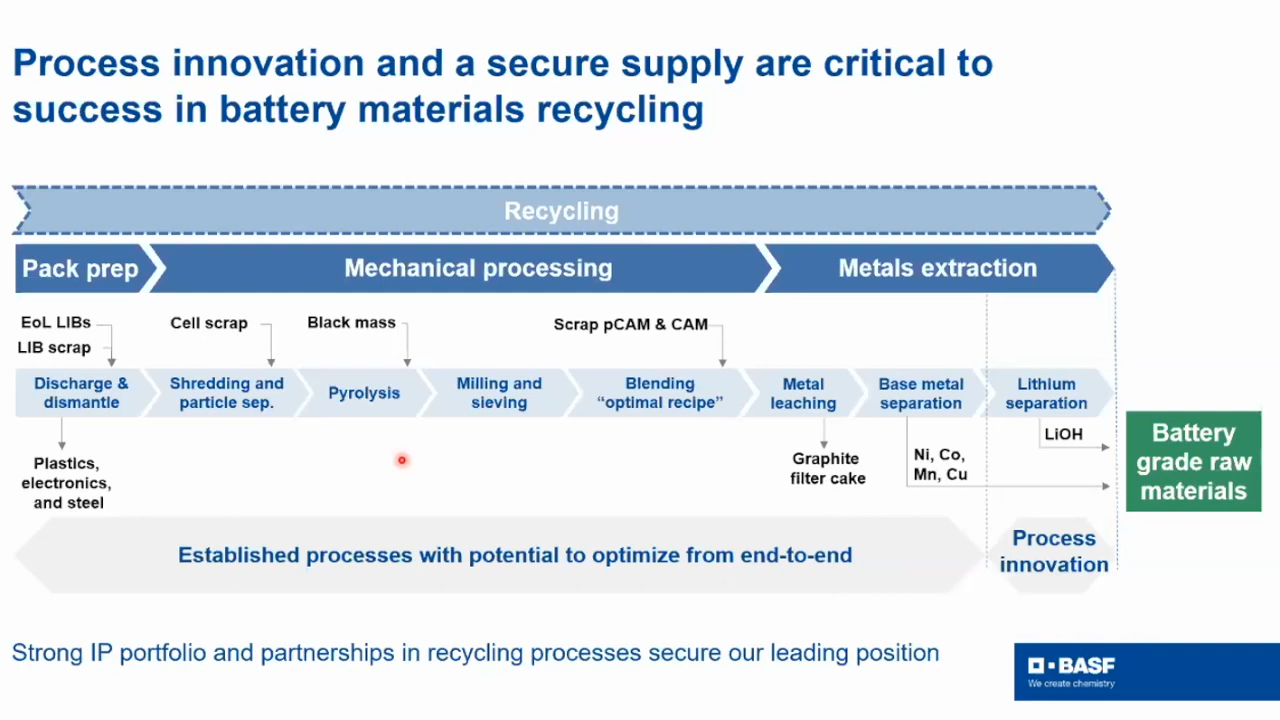 Process innovation and a secure supply are critical to
success in battery materials recycling
Recycling
Pack prep
Mechanical processing
Metals extraction
EoL LIBs
LIB scrap
Cell scrap
Black mass
Scrap pCAM & CAM
Discharge &
dismantle
Shredding and
particle sep.
Pyrolysis
Milling and
sieving
Blending
“optimal recipe”
Metal
leaching
Base metal
separation
Lithium
separation
Plastics,
electronics,
and steel
Graphite
filter cake
Ni, Co,
Mn, Cu
LiOH
Battery
grade raw
materials
Established processes with potential to optimize from end-to-end
Process
innovation
Strong IP portfolio and partnerships in recycling processes secure our leading position
BASF
We create chemistry